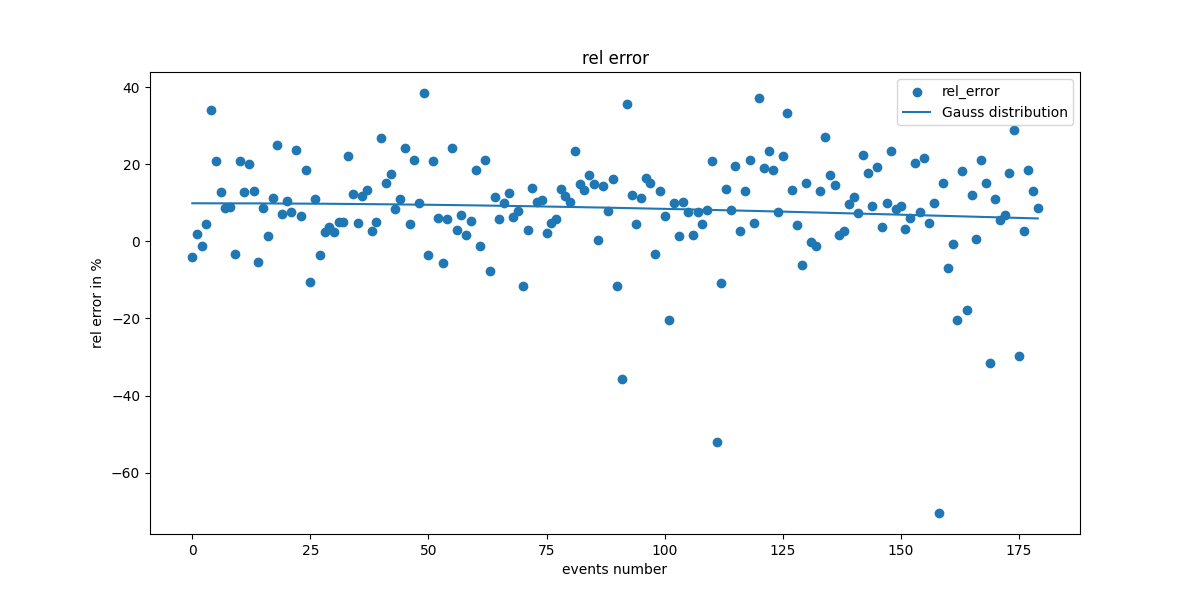 rel error
rel_error
Gauss distribution
40
20
0
−20
−40
−60
rel error in %
0
25
50
75
100
125
150
175
events number